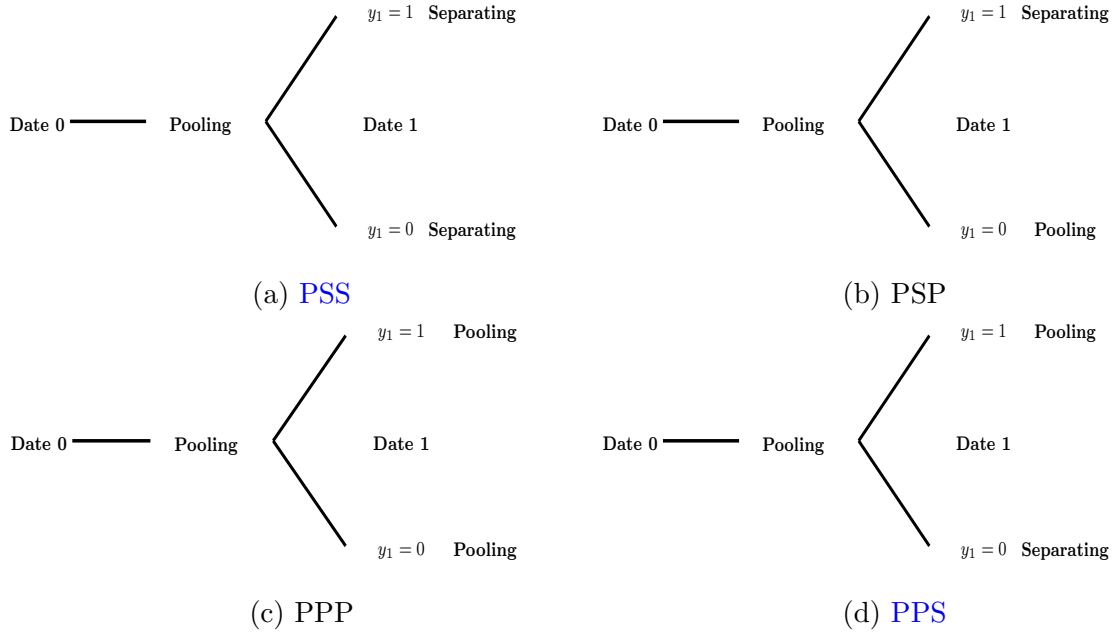 y₁ = 1 Separating
Date 0 Pooling Date 1
y₁ = 0 Separating
(a) PSS
y₁ = 1 Separating
Date 0 Pooling Date 1
y₁ = 0 Pooling
(b) PSP
y₁ = 1 Pooling
Date 0 Pooling Date 1
y₁ = 0 Pooling
(c) PPP
y₁ = 1 Pooling
Date 0 Pooling Date 1
y₁ = 0 Separating
(d) PPS